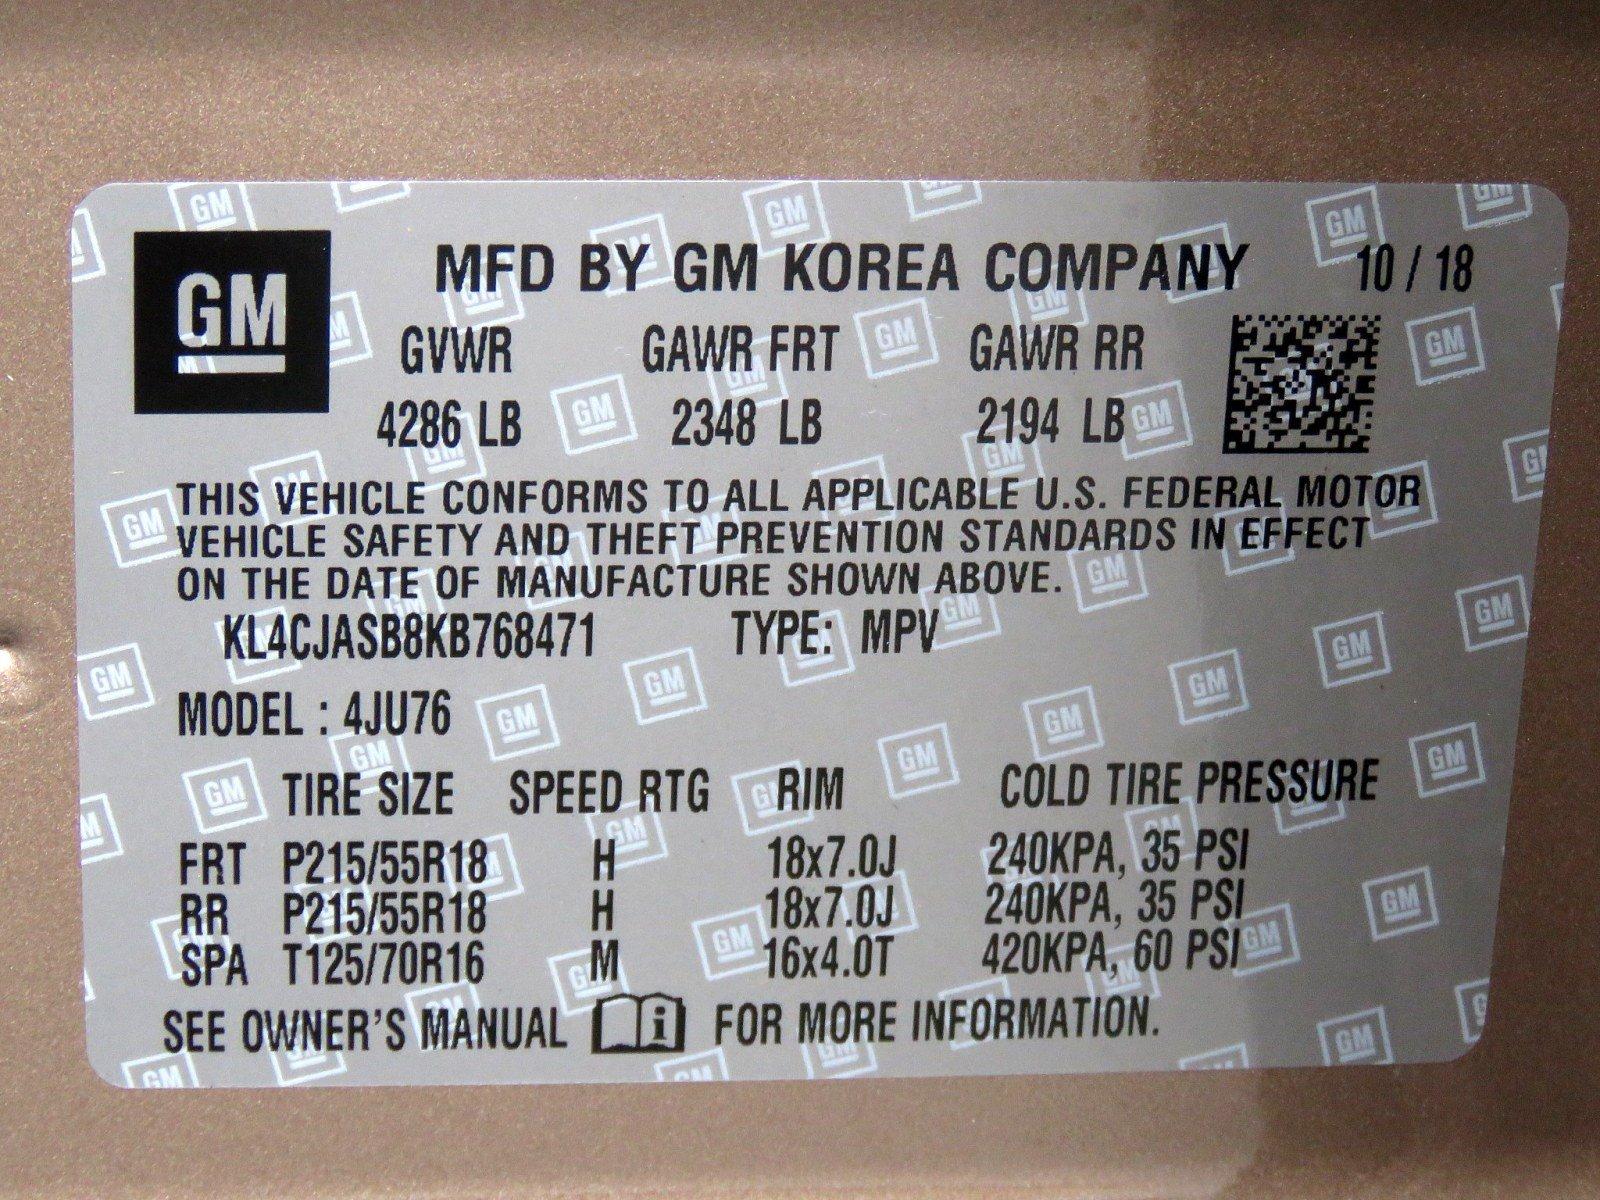 GM
MFD BY GM KOREA COMPANY 10 / 18
GVWR GAWR FRT GAWR RR
4286 LB 2348 LB 2194 LB
THIS VEHICLE CONFORMS TO ALL APPLICABLE U.S. FEDERAL MOTOR
VEHICLE SAFETY AND THEFT PREVENTION STANDARDS IN EFFECT
ON THE DATE OF MANUFACTURE SHOWN ABOVE.
KL4CJASB8KB768471 TYPE: MPV
MODEL : 4JU76
TIRE SIZE SPEED RTG RIM COLD TIRE PRESSURE
FRT P215/55R18 H 18x7.0J 240KPA, 35 PSI
RR P215/55R18 H 18x7.0J 240KPA, 35 PSI
SPA T125/70R16 M 16x4.0T 420KPA, 60 PSI
SEE OWNER'S MANUAL i FOR MORE INFORMATION.